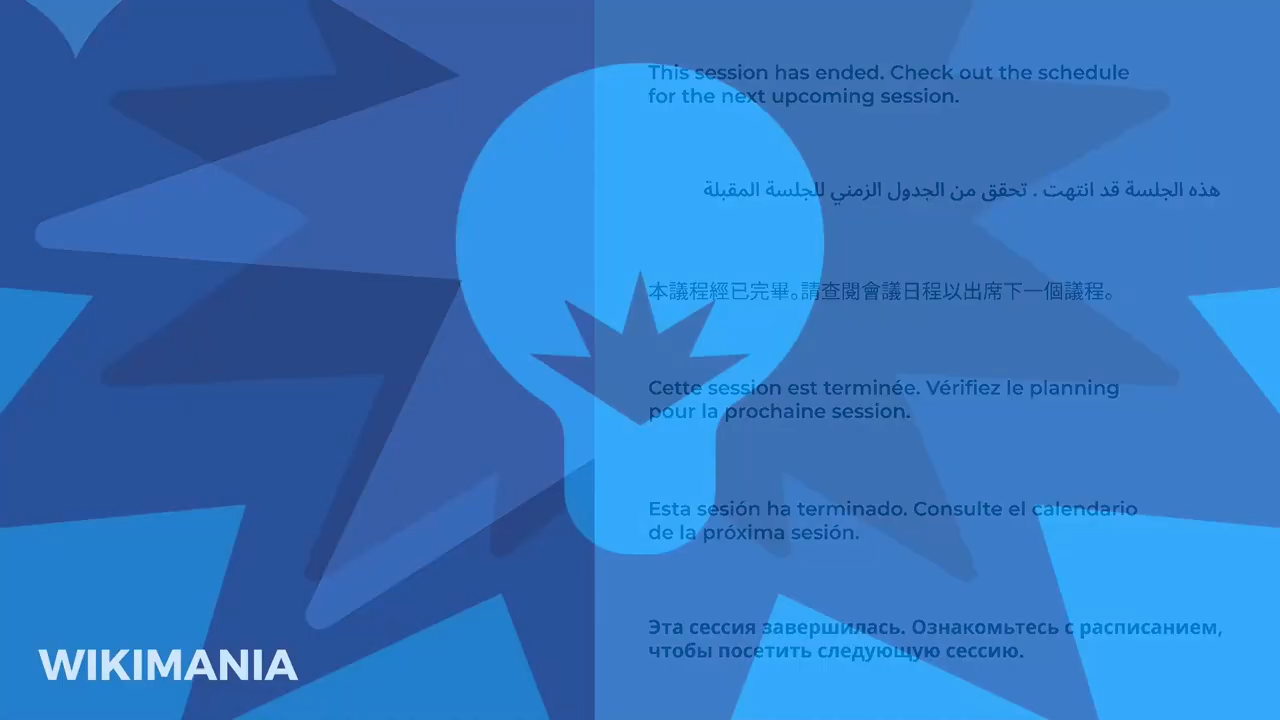 This session has ended. Check out the schedule
for the next upcoming session.
هذه الجلسة قد انتهت . تحقق من الجدول الزمني للجلسة المقبلة
本議程經已完畢。請查閱會議日程以出席下一個議程。
Cette session est terminée. Vérifiez le planning
pour la prochaine session.
Esta sesión ha terminado. Consulte el calendario
de la próxima sesión.
Эта сессия завершилась. Ознакомьтесь с расписанием,
чтобы посетить следующую сессию.
WIKIMANIA